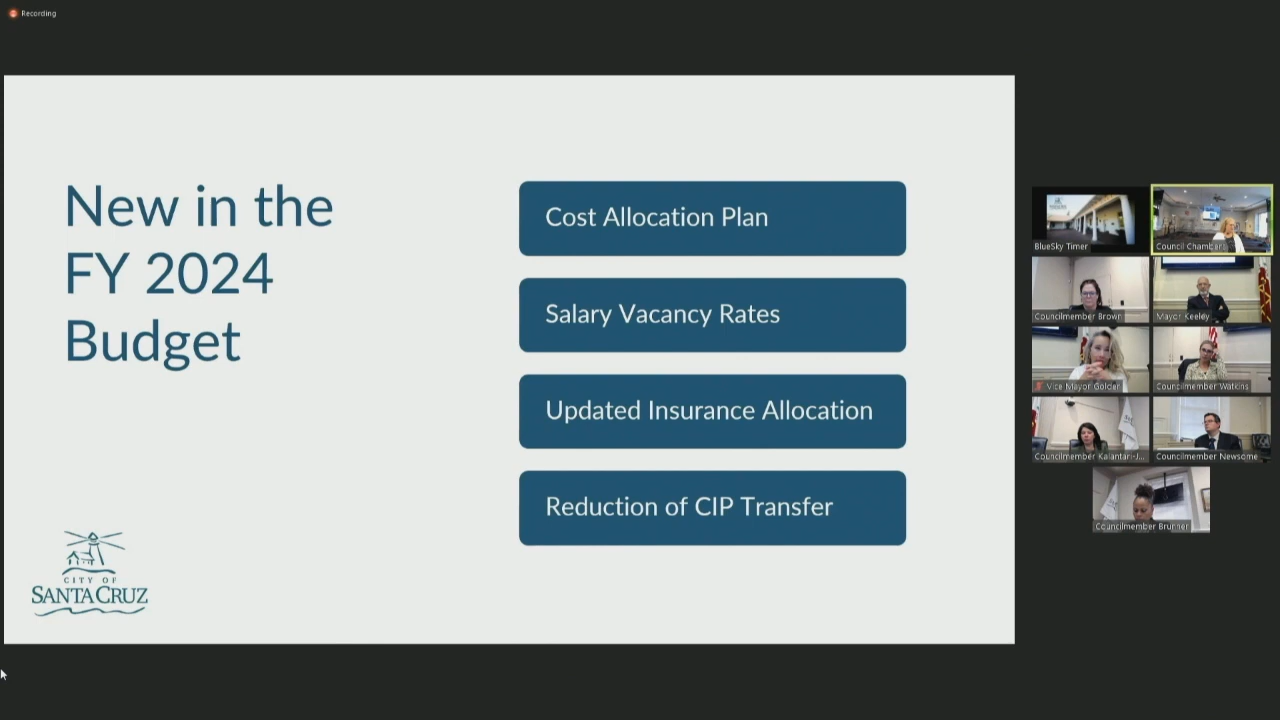 Recording
New in the
FY 2024
Budget
Cost Allocation Plan
Salary Vacancy Rates
Updated Insurance Allocation
Reduction of CIP Transfer
CITY OF
SANTA CRUZ
BlueSky Timer
Council Chambers
Councilmember Brown
Mayor Keeley
Vice Mayor Golder
Councilmember Watkins
Councilmember Kalantari-J...
Councilmember Newsome
Councilmember Brunner